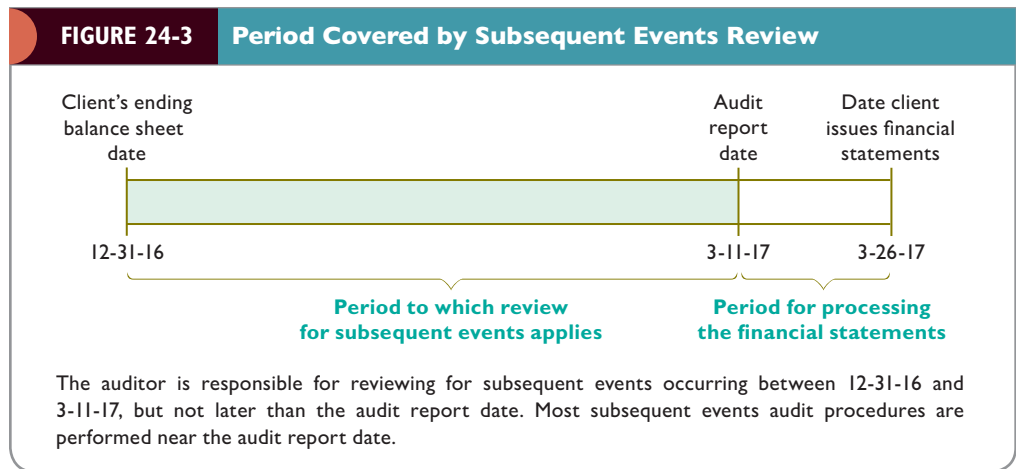 FIGURE 24-3 Period Covered by Subsequent Events Review
Client's ending
balance sheet
date
Audit
report
date
Date client
issues financial
statements
12-31-16
3-11-17
3-26-17
Period to which review
for subsequent events applies
Period for processing
the financial statements
The auditor is responsible for reviewing for subsequent events occurring between 12-31-16 and
3-11-17, but not later than the audit report date. Most subsequent events audit procedures are
performed near the audit report date.